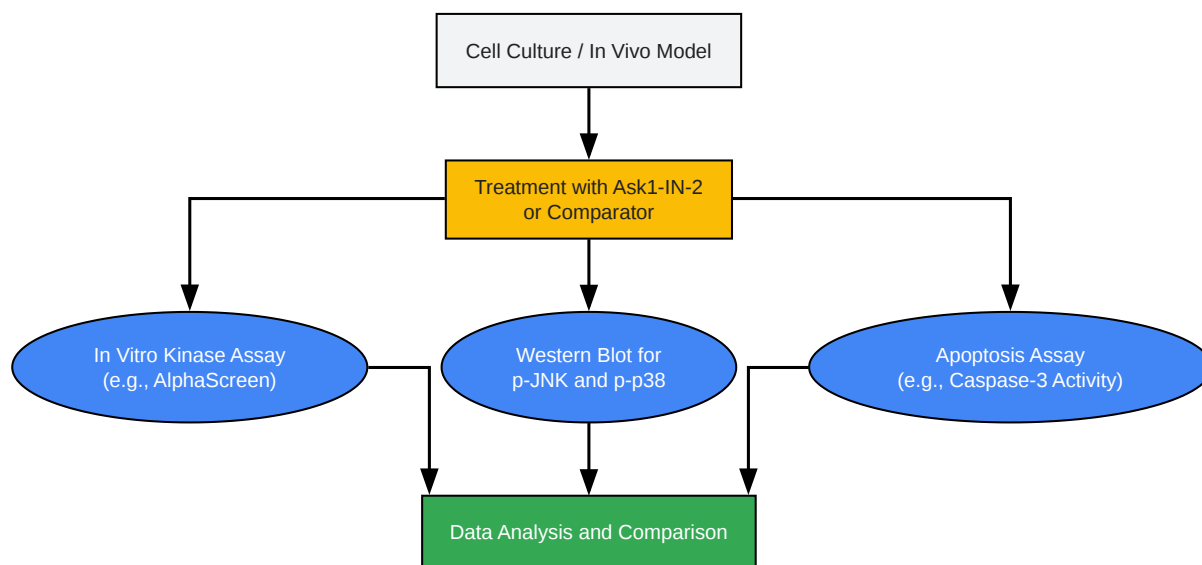 Cell Culture / In Vivo Model
Treatment with Ask1-IN-2
or Comparator
In Vitro Kinase Assay
(e.g., AlphaScreen)
Western Blot for
p-JNK and p-p38
Apoptosis Assay
(e.g., Caspase-3 Activity)
Data Analysis and Comparison